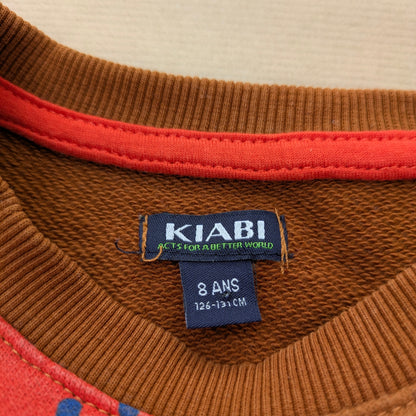 KIABI
ACTS FOR A BETTER WORLD
8 ANS
126-131 CM